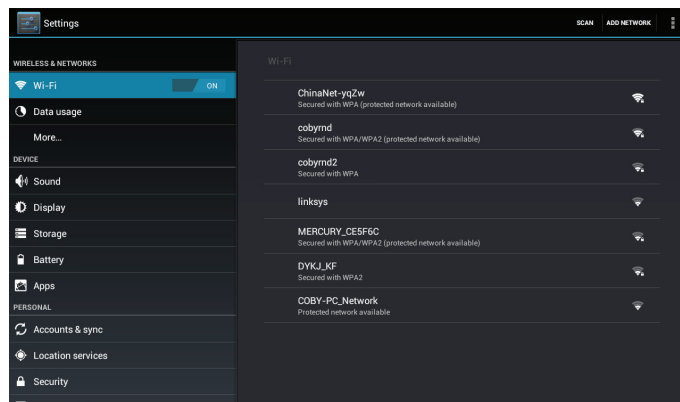 Settings
SCAN
ADD NETWORK
WIRELESS & NETWORKS
Wi-Fi
ON
Data usage
More...
DEVICE
Sound
Display
Storage
Battery
Apps
PERSONAL
Accounts & sync
Location services
Security
Wi-Fi
ChinaNet-yqZw
Secured with WPA (protected network available)
cobyrnd
Secured with WPA/WPA2 (protected network available)
cobyrnd2
Secured with WPA
linksys
MERCURY_CE5F6C
Secured with WPA/WPA2 (protected network available)
DYKJ_KF
Secured with WPA2
COBY-PC_Network
Protected network available